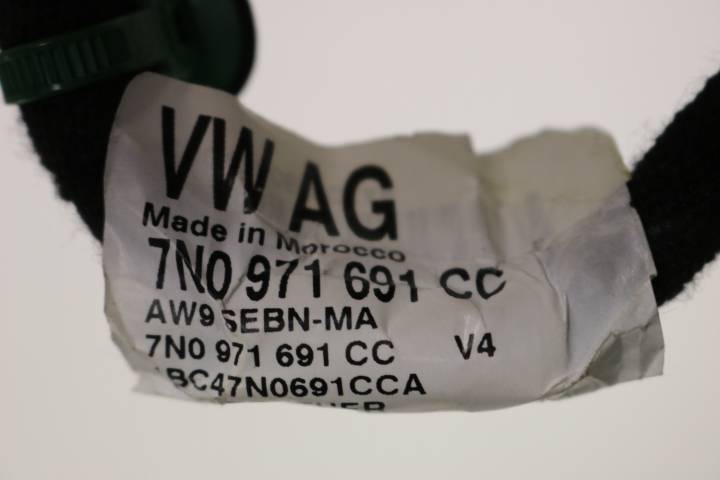 VW AG
Made in Morocco
7N0 971 691 CC
AW9 SEBN-MA
7N0 971 691 CC V4
BC47N0691CCA